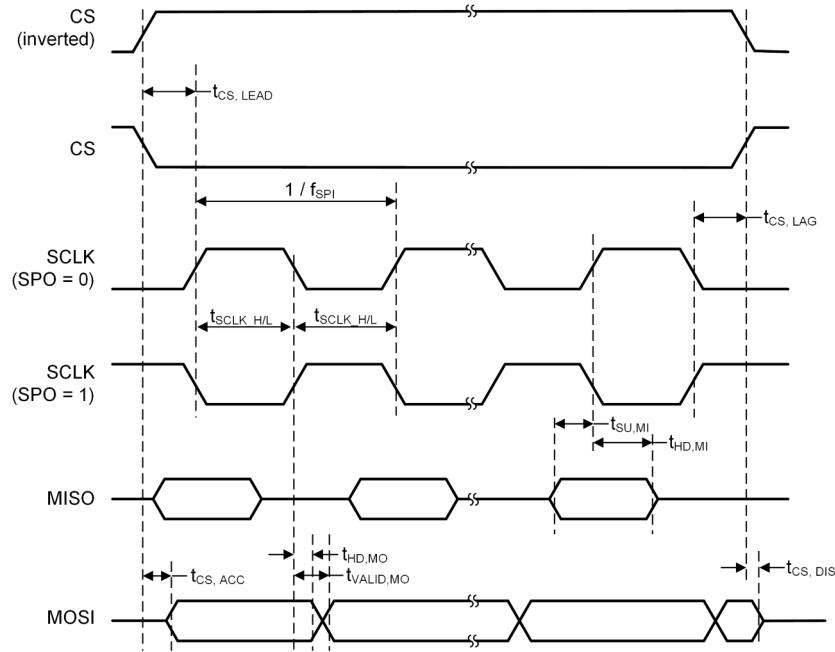 CS
(inverted)
tCS, LEAD
CS
1 / fSPI
tCS, LAG
SCLK
(SPO = 0)
tSCLK_H/L
tSCLK_H/L
SCLK
(SPO = 1)
tSU,MI
tHD,MI
MISO
tHD,MO
tCS, ACC
tVALID,MO
tCS, DIS
MOSI